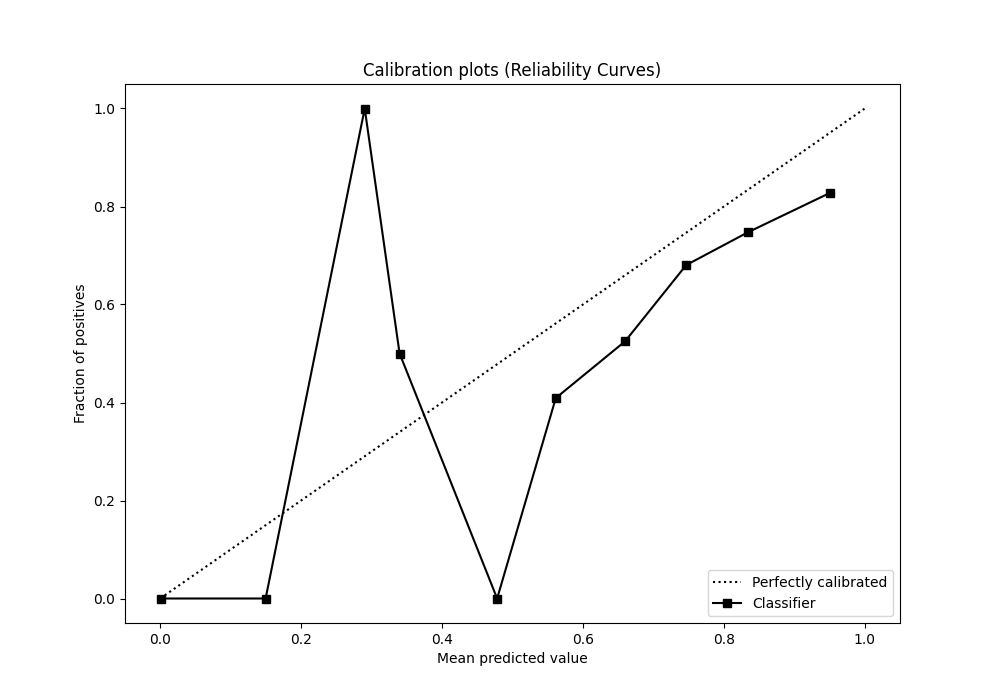 Calibration plots (Reliability Curves)
1.0
0.8
0.6
0.4
0.2
0.0
Fraction of positives
0.0 0.2 0.4 0.6 0.8 1.0
Mean predicted value
Perfectly calibrated
Classifier